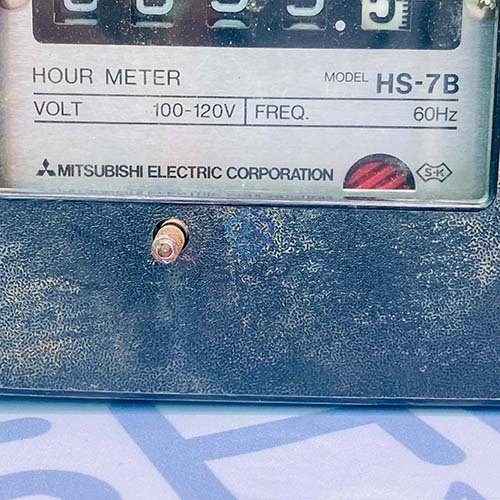 HOUR METER MODEL HS-7B
VOLT 100-120V FREQ. 60Hz
MITSUBISHI ELECTRIC CORPORATION S-K